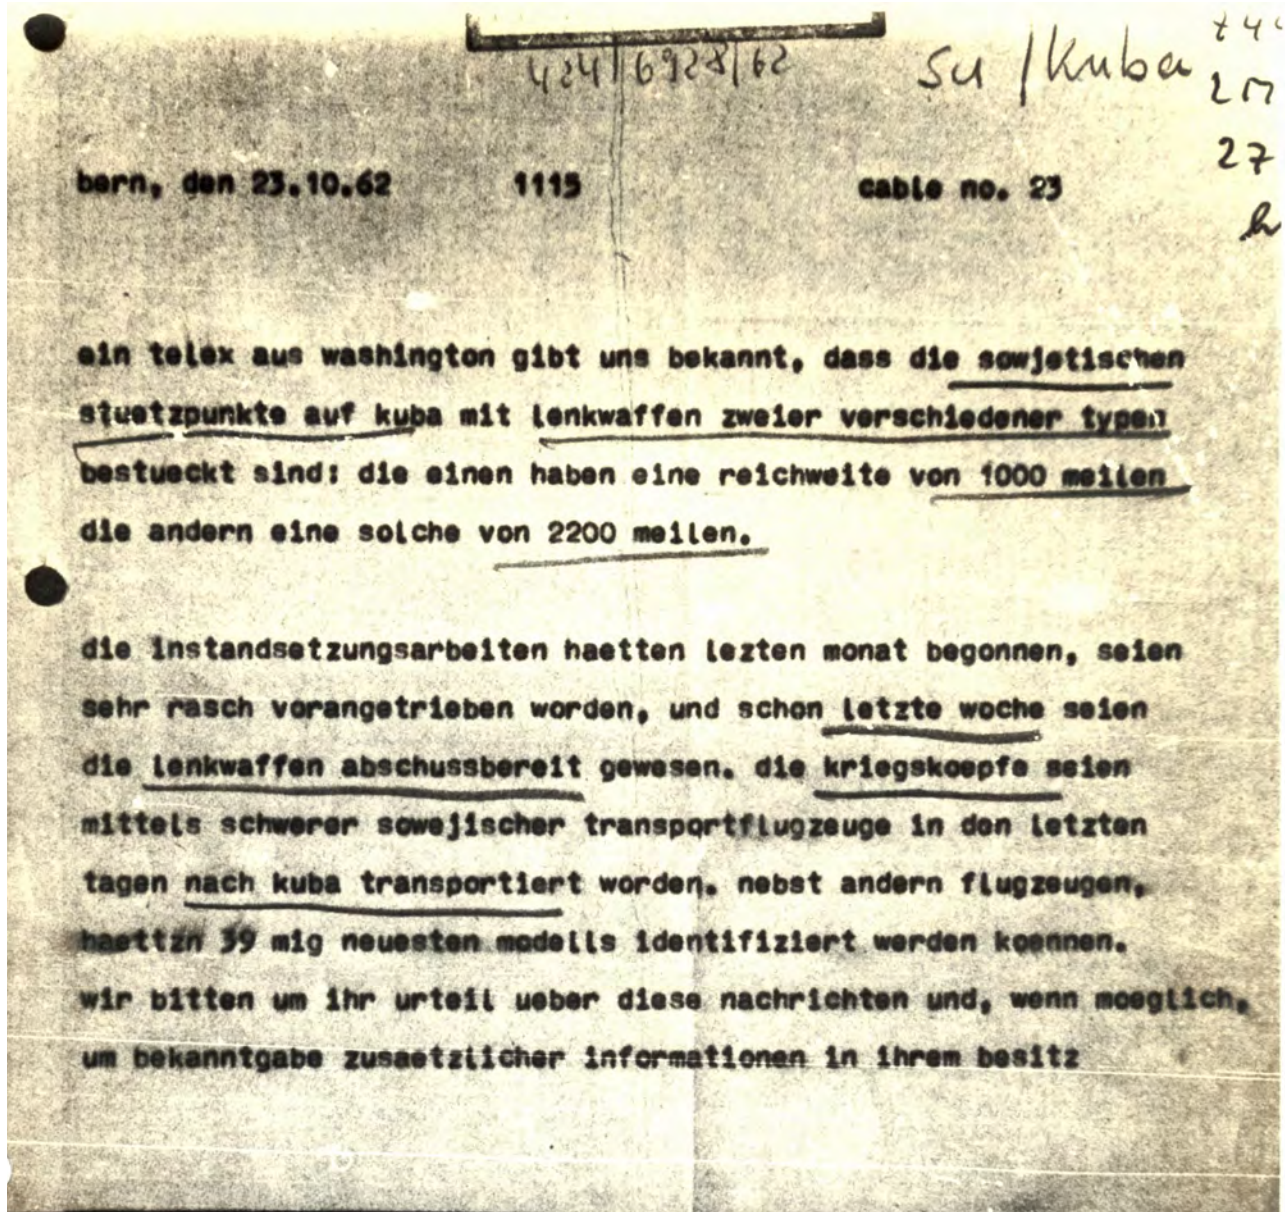 424/6928/62
Su / Kuba
27
bern, den 23.10.62 1115 cable no. 23
ein telex aus washington gibt uns bekannt, dass die sowjetischen
stuetzpunkte auf kuba mit lenkwaffen zweier verschiedener typen
bestueckt sind: die einen haben eine reichweite von 1000 meilen
die andern eine solche von 2200 meilen.
die instandsetzungsarbeiten haetten lezten monat begonnen, seien
sehr rasch vorangetrieben worden, und schon letzte woche seien
die lenkwaffen abschussbereit gewesen. die kriegskoepfe seien
mittels schwerer sowejischer transportflugzeuge in den letzten
tagen nach kuba transportiert worden. nebst andern flugzeugen,
haettzn 39 mig neuesten modells identifiziert werden koennen.
wir bitten um ihr urteil ueber diese nachrichten und, wenn moeglich,
um bekanntgabe zusaetzlicher informationen in ihrem besitz